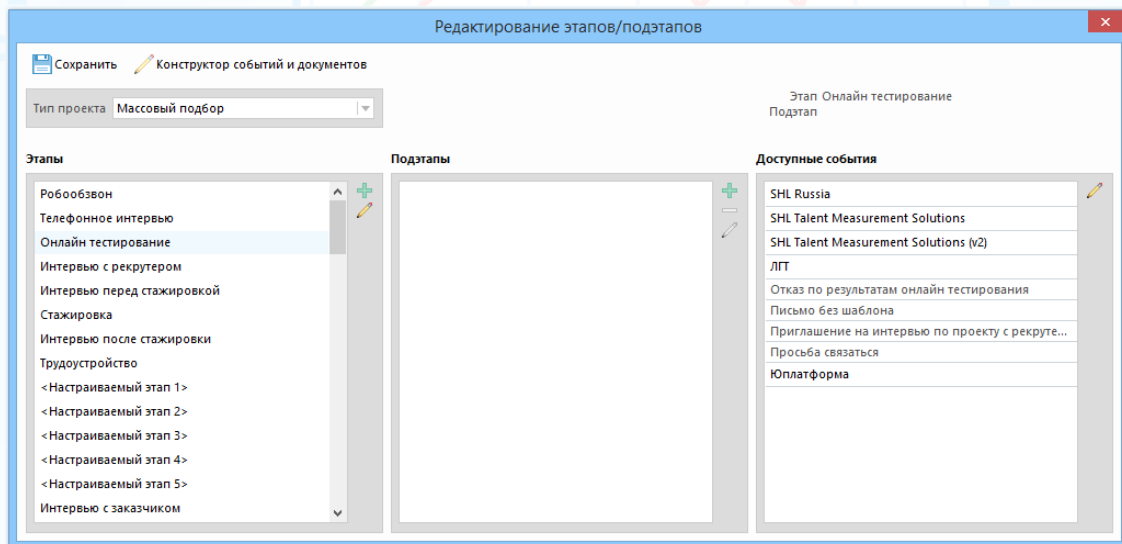 Редактирование этапов/подэтапов
Сохранить Конструктор событий и документов
Тип проекта Массовый подбор
Этап Онлайн тестирование
Подэтап
Этапы Подэтапы Доступные события
Робообзвон
Телефонное интервью
Онлайн тестирование
Интервью с рекрутером
Интервью перед стажировкой
Стажировка
Интервью после стажировки
Трудоустройство
<Настраиваемый этап 1>
<Настраиваемый этап 2>
<Настраиваемый этап 3>
<Настраиваемый этап 4>
<Настраиваемый этап 5>
Интервью с заказчиком
SHL Russia
SHL Talent Measurement Solutions
SHL Talent Measurement Solutions (v2)
ЛГТ
Отказ по результатам онлайн тестирования
Письмо без шаблона
Приглашение на интервью по проекту с рекруте...
Просьба связаться
Юплатформа